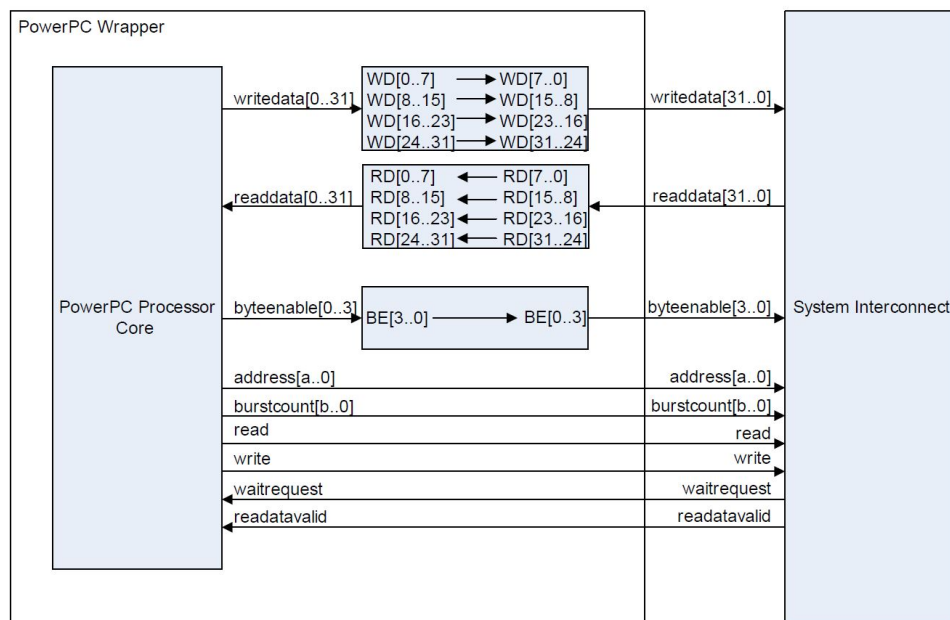 PowerPC Wrapper
PowerPC Processor
Core
writedata[0..31]
WD[0..7] WD[7..0]
WD[8..15] WD[15..8]
WD[16..23] WD[23..16]
WD[24..31] WD[31..24]
writedata[31..0]
readdata[0..31]
RD[0..7] RD[7..0]
RD[8..15] RD[15..8]
RD[16..23] RD[23..16]
RD[24..31] RD[31..24]
readdata[31..0]
byteenable[0..3]
BE[3..0] BE[0..3]
byteenable[3..0]
System Interconnect
address[a..0] address[a..0]
burstcount[b..0] burstcount[b..0]
read read
write write
waitrequest waitrequest
readatavalid readatavalid